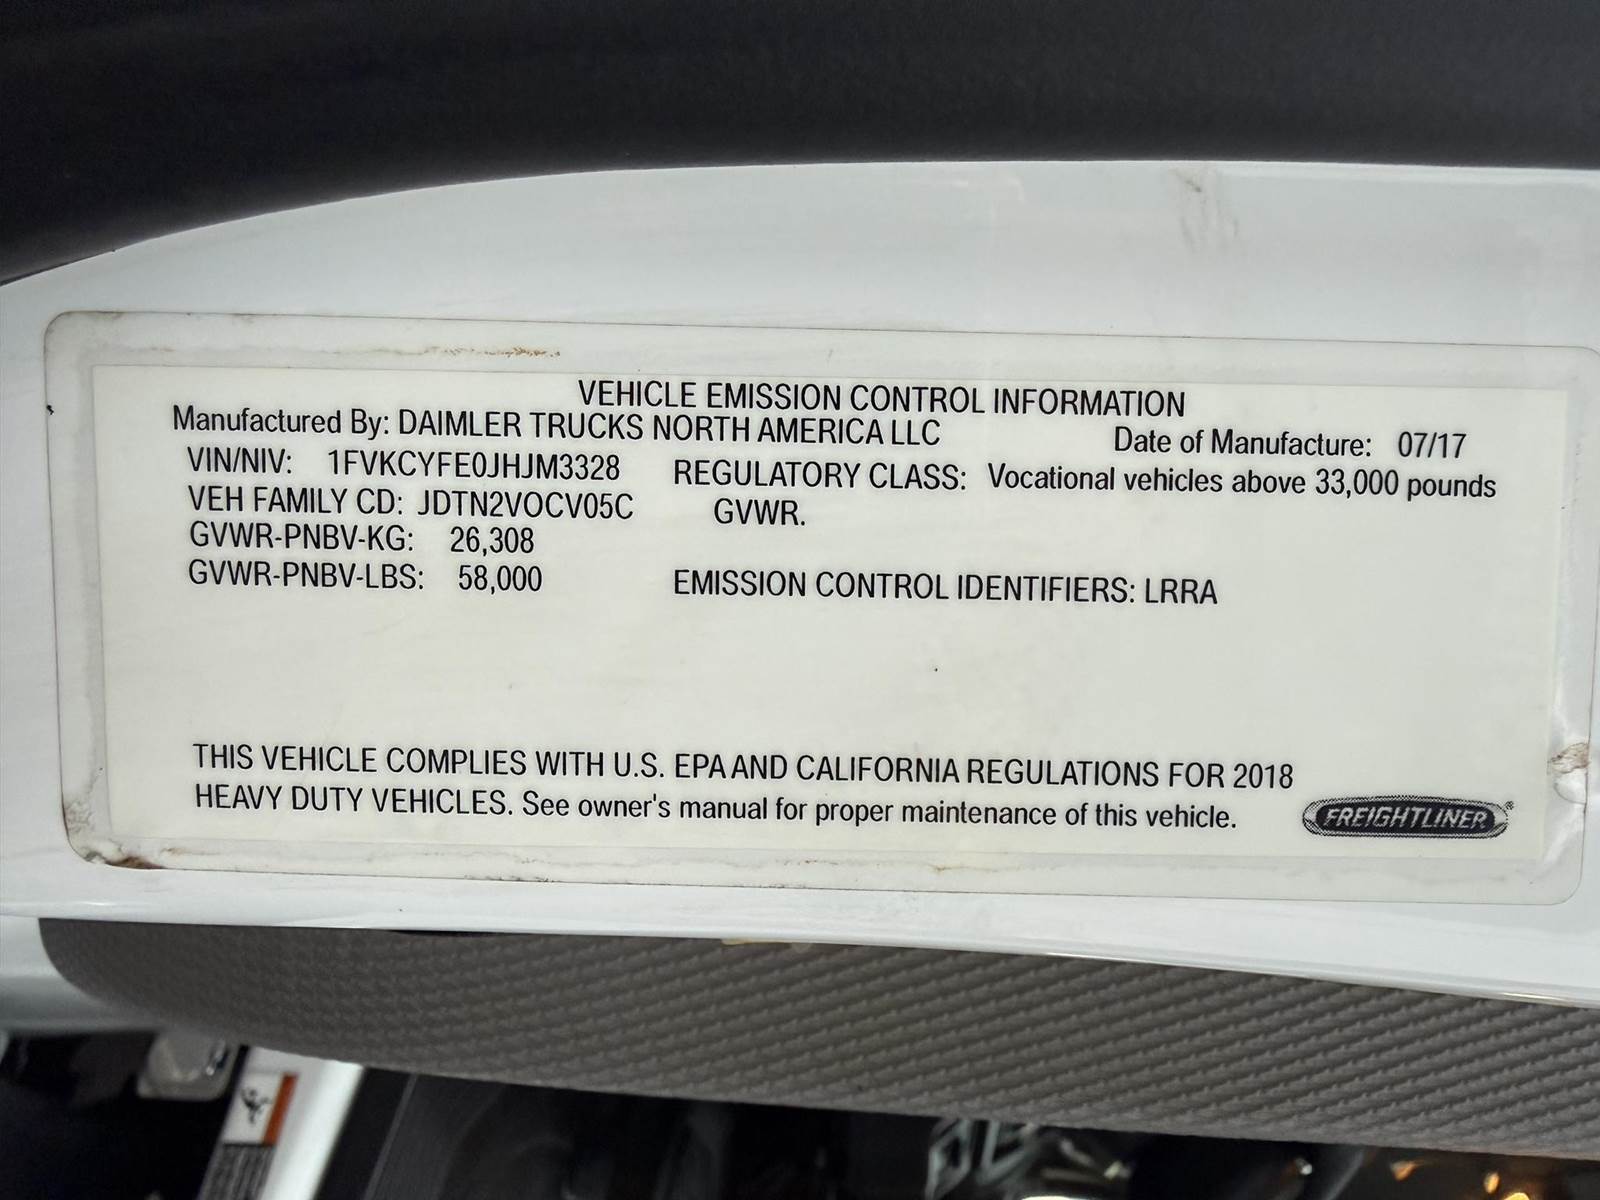 VEHICLE EMISSION CONTROL INFORMATION
Manufactured By: DAIMLER TRUCKS NORTH AMERICA LLC
Date of Manufacture: 07/17
VIN/NIV: 1FVKCYFE0JHJM3328
VEH FAMILY CD: JDTN2VOCV05C
GVWR-PNBV-KG: 26,308
GVWR-PNBV-LBS: 58,000
REGULATORY CLASS: Vocational vehicles above 33,000 pounds
GVWR.
EMISSION CONTROL IDENTIFIERS: LRRA
THIS VEHICLE COMPLIES WITH U.S. EPA AND CALIFORNIA REGULATIONS FOR 2018
HEAVY DUTY VEHICLES. See owner's manual for proper maintenance of this vehicle.
FREIGHTLINER®